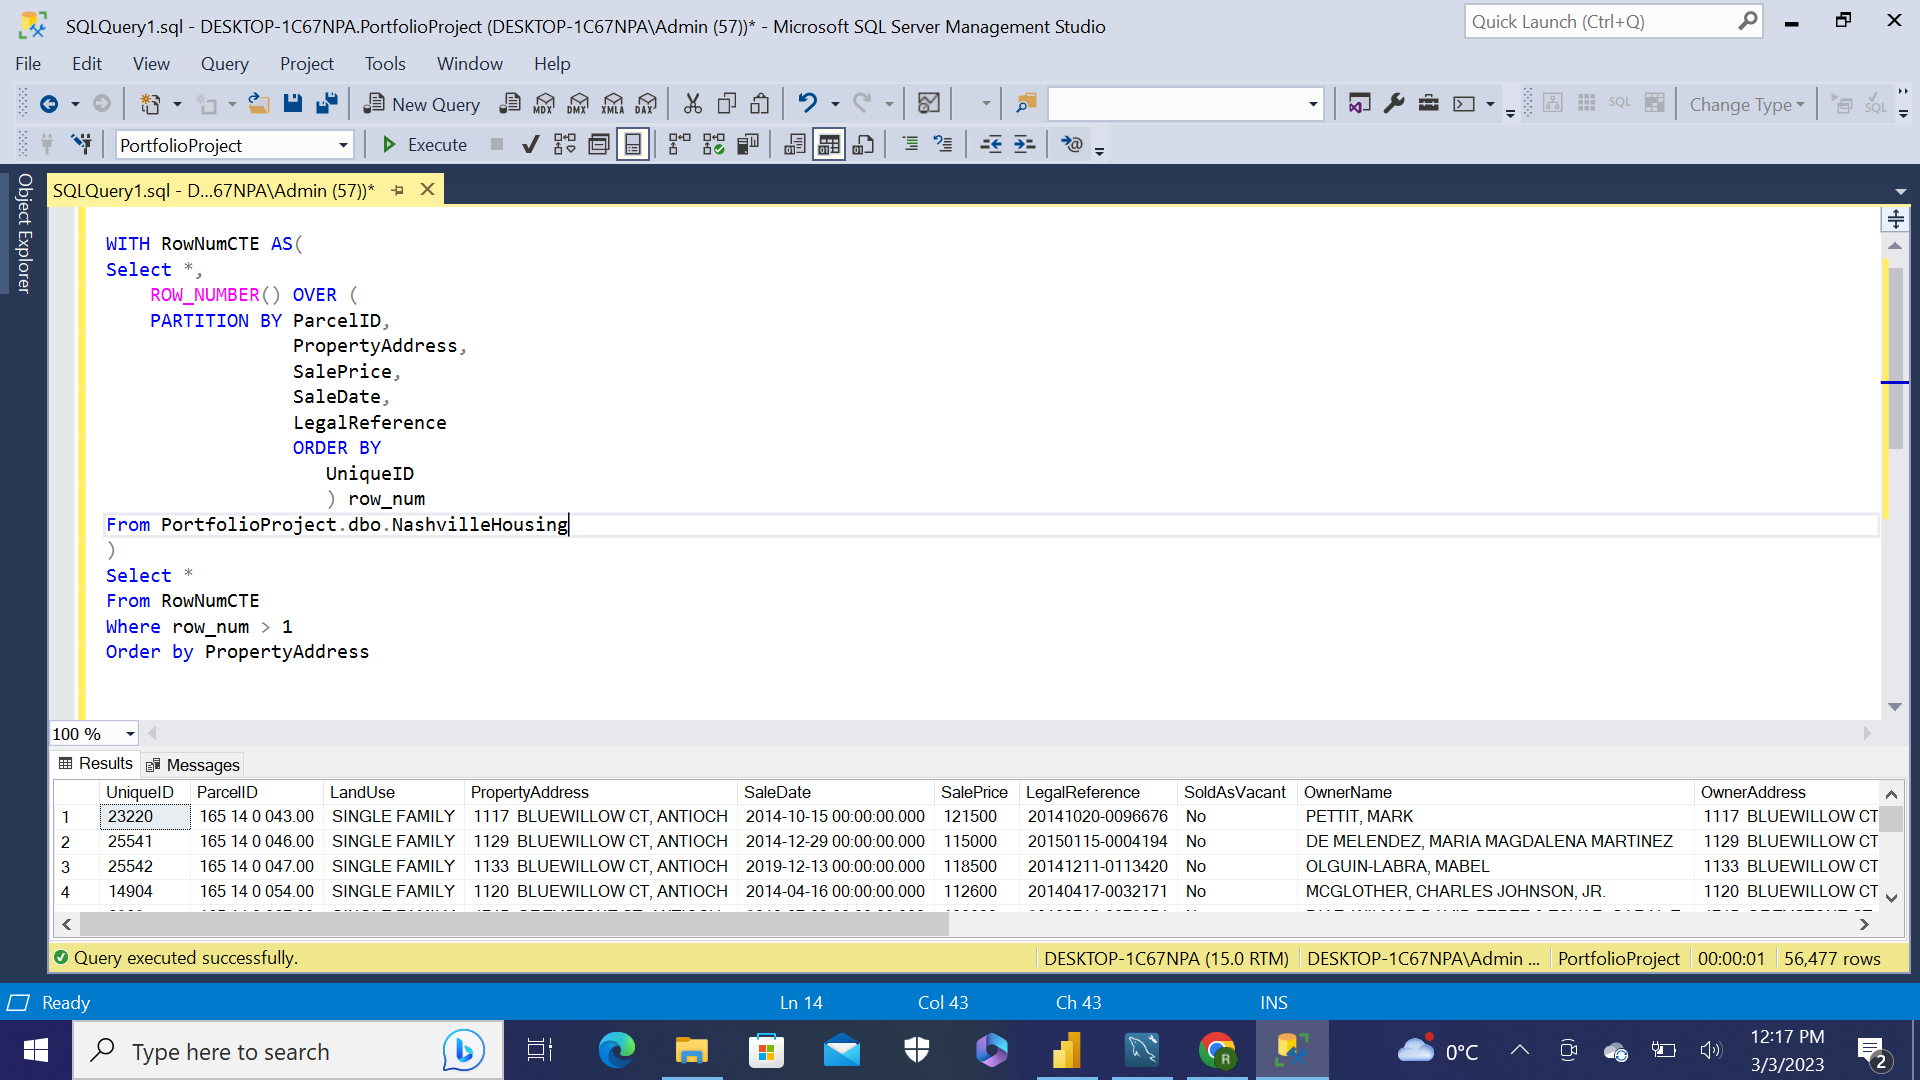 SQLQuery1.sql - DESKTOP-1C67NPA.PortfolioProject (DESKTOP-1C67NPA\Admin (57))* - Microsoft SQL Server Management Studio
Quick Launch (Ctrl+Q)
File Edit View Query Project Tools Window Help
New Query MDX DMX XMLA DAX SQL Change Type SQL
PortfolioProject Execute
Object Explorer
SQLQuery1.sql - D...67NPA\Admin (57))*
WITH RowNumCTE AS(
Select *,
ROW_NUMBER() OVER (
PARTITION BY ParcelID,
PropertyAddress,
SalePrice,
SaleDate,
LegalReference
ORDER BY
UniqueID
) row_num
From PortfolioProject.dbo.NashvilleHousing
)
Select *
From RowNumCTE
Where row_num > 1
Order by PropertyAddress
100 %
Results Messages
UniqueID ParcelID LandUse PropertyAddress SaleDate SalePrice LegalReference SoldAsVacant OwnerName OwnerAddress
1 23220 165 14 0 043.00 SINGLE FAMILY 1117 BLUEWILLOW CT, ANTIOCH 2014-10-15 00:00:00.000 121500 20141020-0096676 No PETTIT, MARK 1117 BLUEWILLOW CT
2 25541 165 14 0 046.00 SINGLE FAMILY 1129 BLUEWILLOW CT, ANTIOCH 2014-12-29 00:00:00.000 115000 20150115-0004194 No DE MELENDEZ, MARIA MAGDALENA MARTINEZ 1129 BLUEWILLOW CT
3 25542 165 14 0 047.00 SINGLE FAMILY 1133 BLUEWILLOW CT, ANTIOCH 2019-12-13 00:00:00.000 118500 20141211-0113420 No OLGUIN-LABRA, MABEL 1133 BLUEWILLOW CT
4 14904 165 14 0 054.00 SINGLE FAMILY 1120 BLUEWILLOW CT, ANTIOCH 2014-04-16 00:00:00.000 112600 20140417-0032171 No MCGLOTHER, CHARLES JOHNSON, JR. 1120 BLUEWILLOW CT
Query executed successfully. DESKTOP-1C67NPA (15.0 RTM) DESKTOP-1C67NPA\Admin ... PortfolioProject 00:00:01 56,477 rows
Ready Ln 14 Col 43 Ch 43 INS
Type here to search
R
0°C
12:17 PM
3/3/2023
2